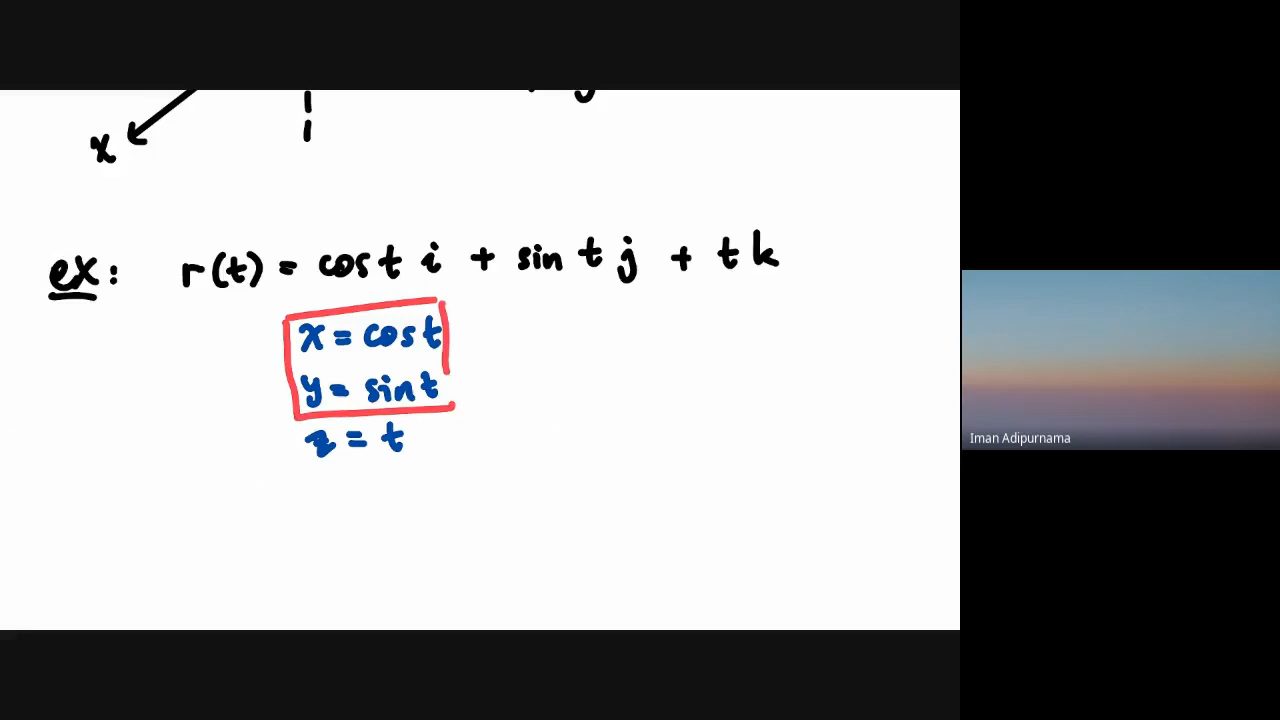 x
ex: r(t) = cos t i + sin t j + t k
x = cos t
y = sin t
z = t
Iman Adipurnama